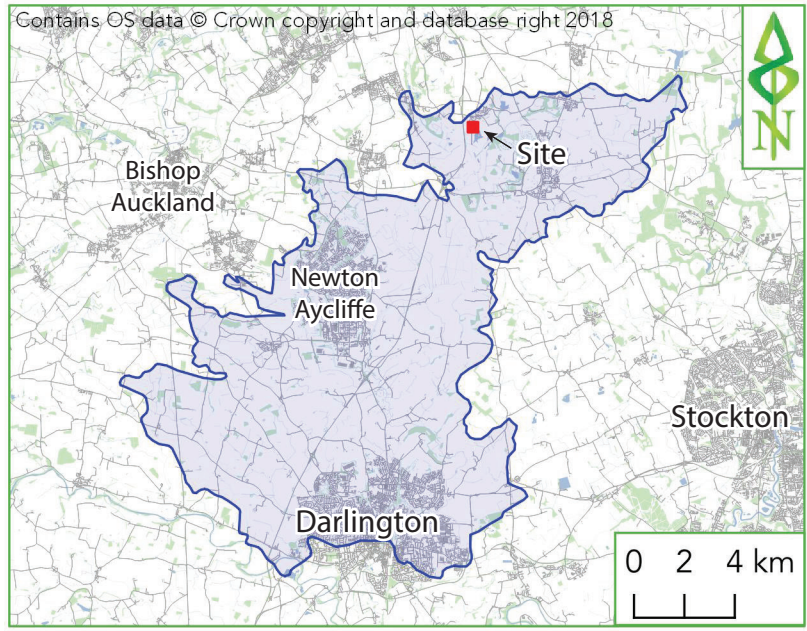 Contains OS data © Crown copyright and database right 2018
N
Site
Bishop
Auckland
Newton
Aycliffe
Stockton
Darlington
0 2 4 km